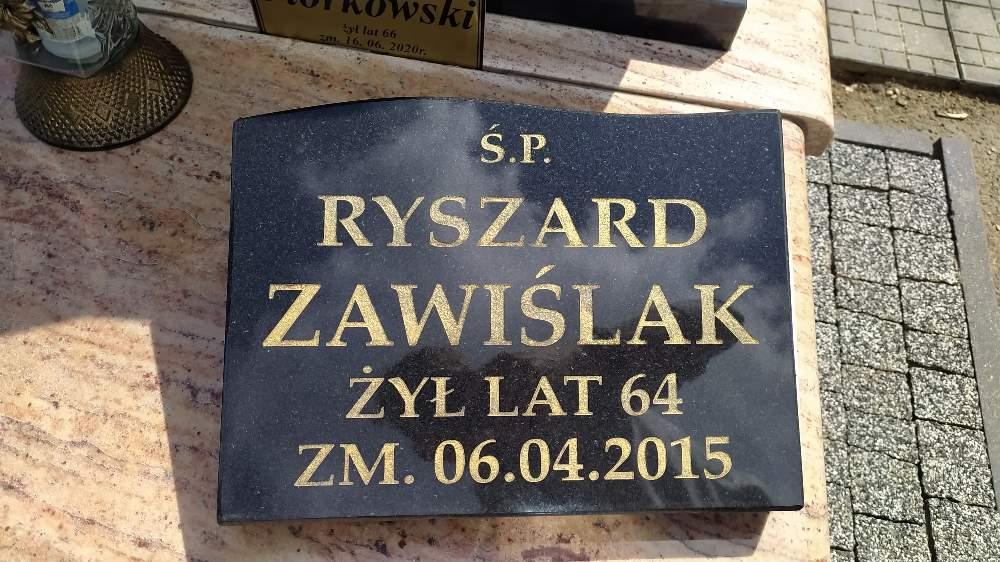 żył lat 66
zm. 16. 06. 2020r.
Ś.P.
RYSZARD
ZAWIŚLAK
ŻYŁ LAT 64
ZM. 06.04.2015